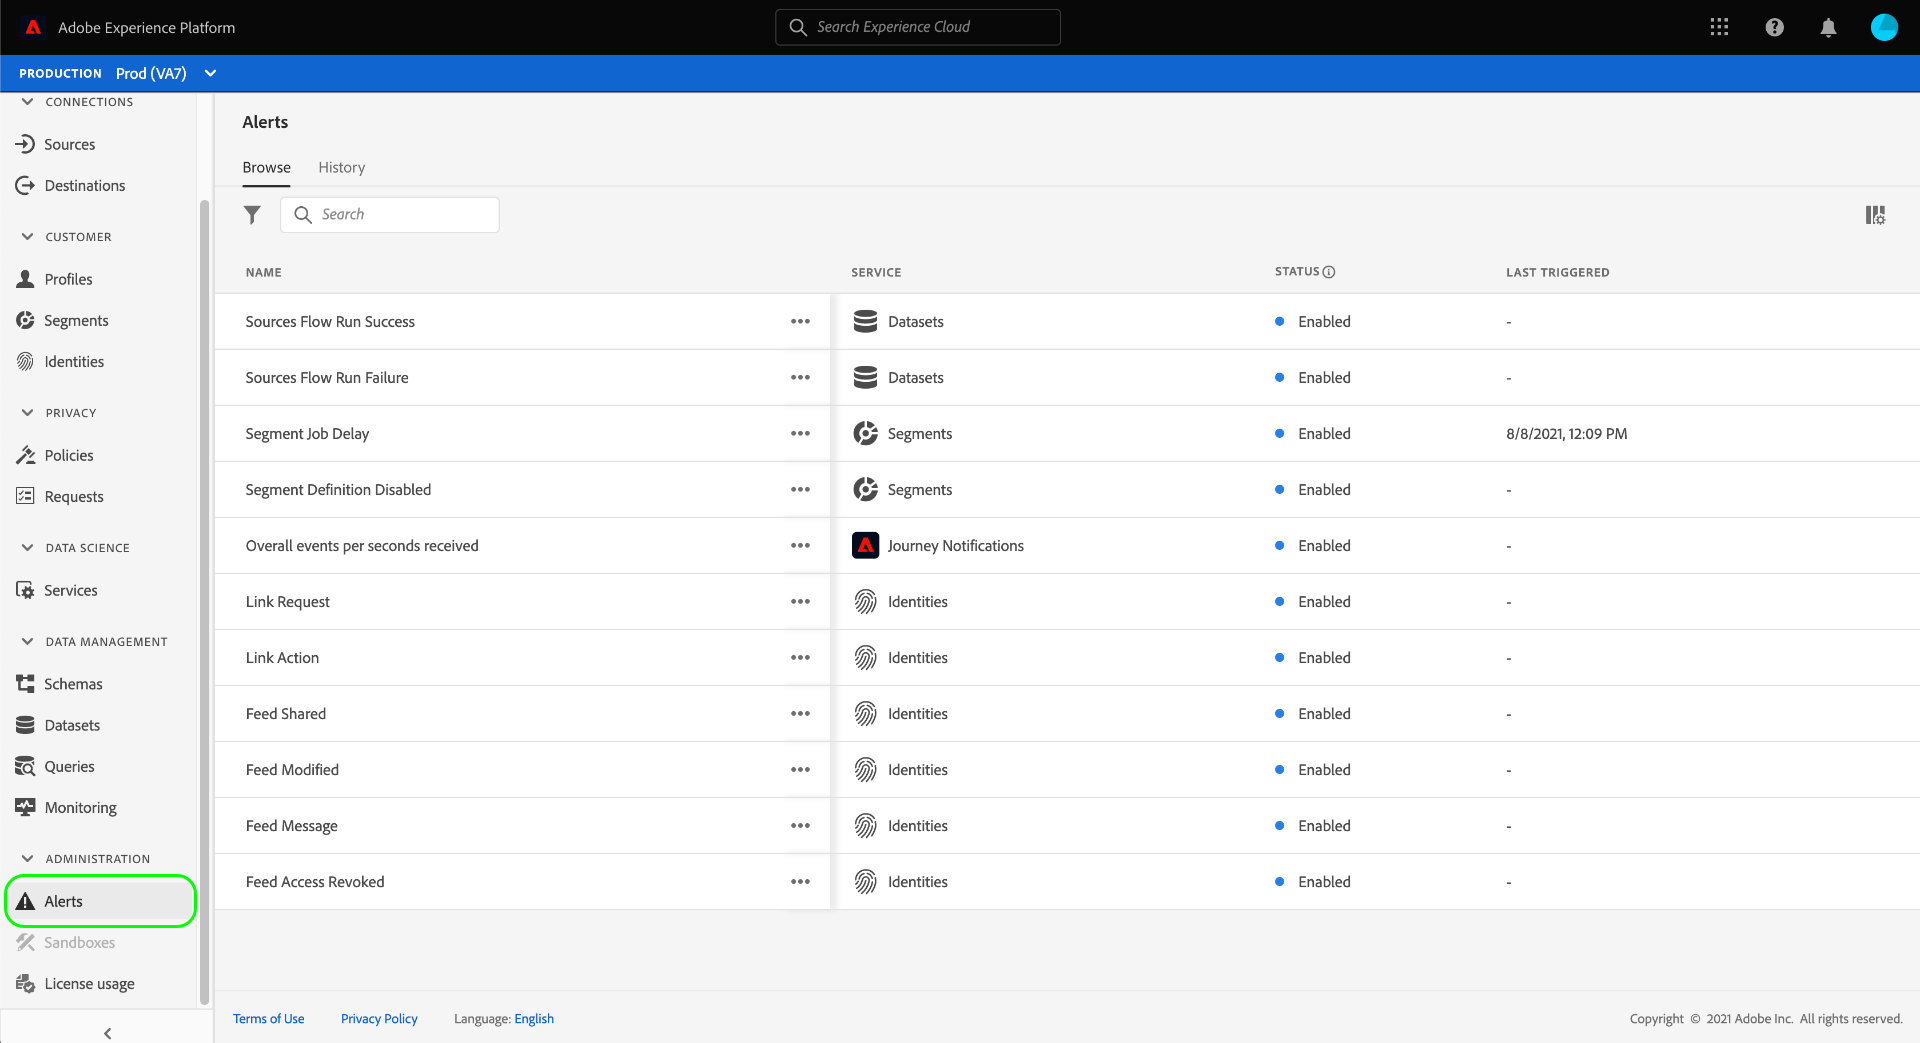 Adobe Experience Platform
Search Experience Cloud
PRODUCTION Prod (VA7)
CONNECTIONS
Sources
Destinations
CUSTOMER
Profiles
Segments
Identities
PRIVACY
Policies
Requests
DATA SCIENCE
Services
DATA MANAGEMENT
Schemas
Datasets
Queries
Monitoring
ADMINISTRATION
Alerts
Sandboxes
License usage
Alerts
Browse History
Search
NAME SERVICE STATUS LAST TRIGGERED
Sources Flow Run Success Datasets Enabled -
Sources Flow Run Failure Datasets Enabled -
Segment Job Delay Segments Enabled 8/8/2021, 12:09 PM
Segment Definition Disabled Segments Enabled -
Overall events per seconds received Journey Notifications Enabled -
Link Request Identities Enabled -
Link Action Identities Enabled -
Feed Shared Identities Enabled -
Feed Modified Identities Enabled -
Feed Message Identities Enabled -
Feed Access Revoked Identities Enabled -
Terms of Use Privacy Policy Language: English Copyright © 2021 Adobe Inc. All rights reserved.